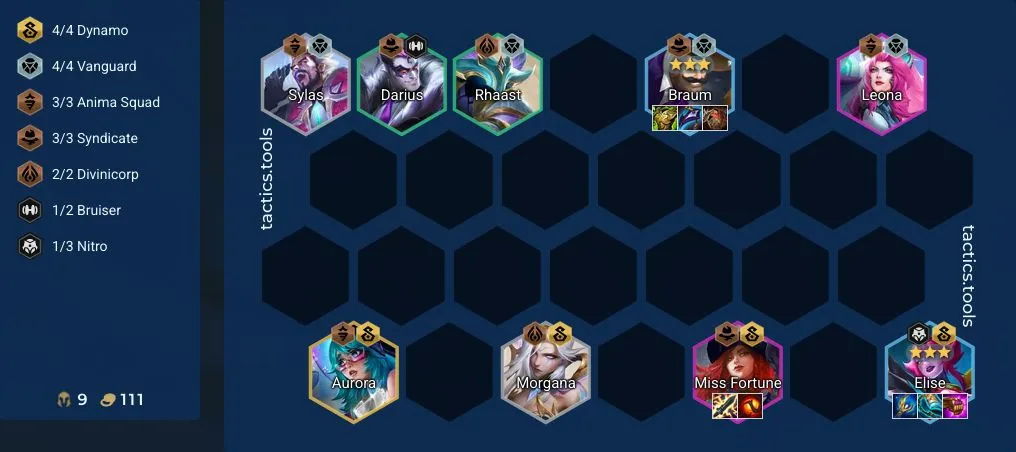 4/4 Dynamo
4/4 Vanguard
3/3 Anima Squad
3/3 Syndicate
2/2 Divinicorp
1/2 Bruiser
1/3 Nitro
9 111
Sylas Darius Rhaast Braum Leona
tactics.tools
tactics.tools
Aurora Morgana Miss Fortune Elise